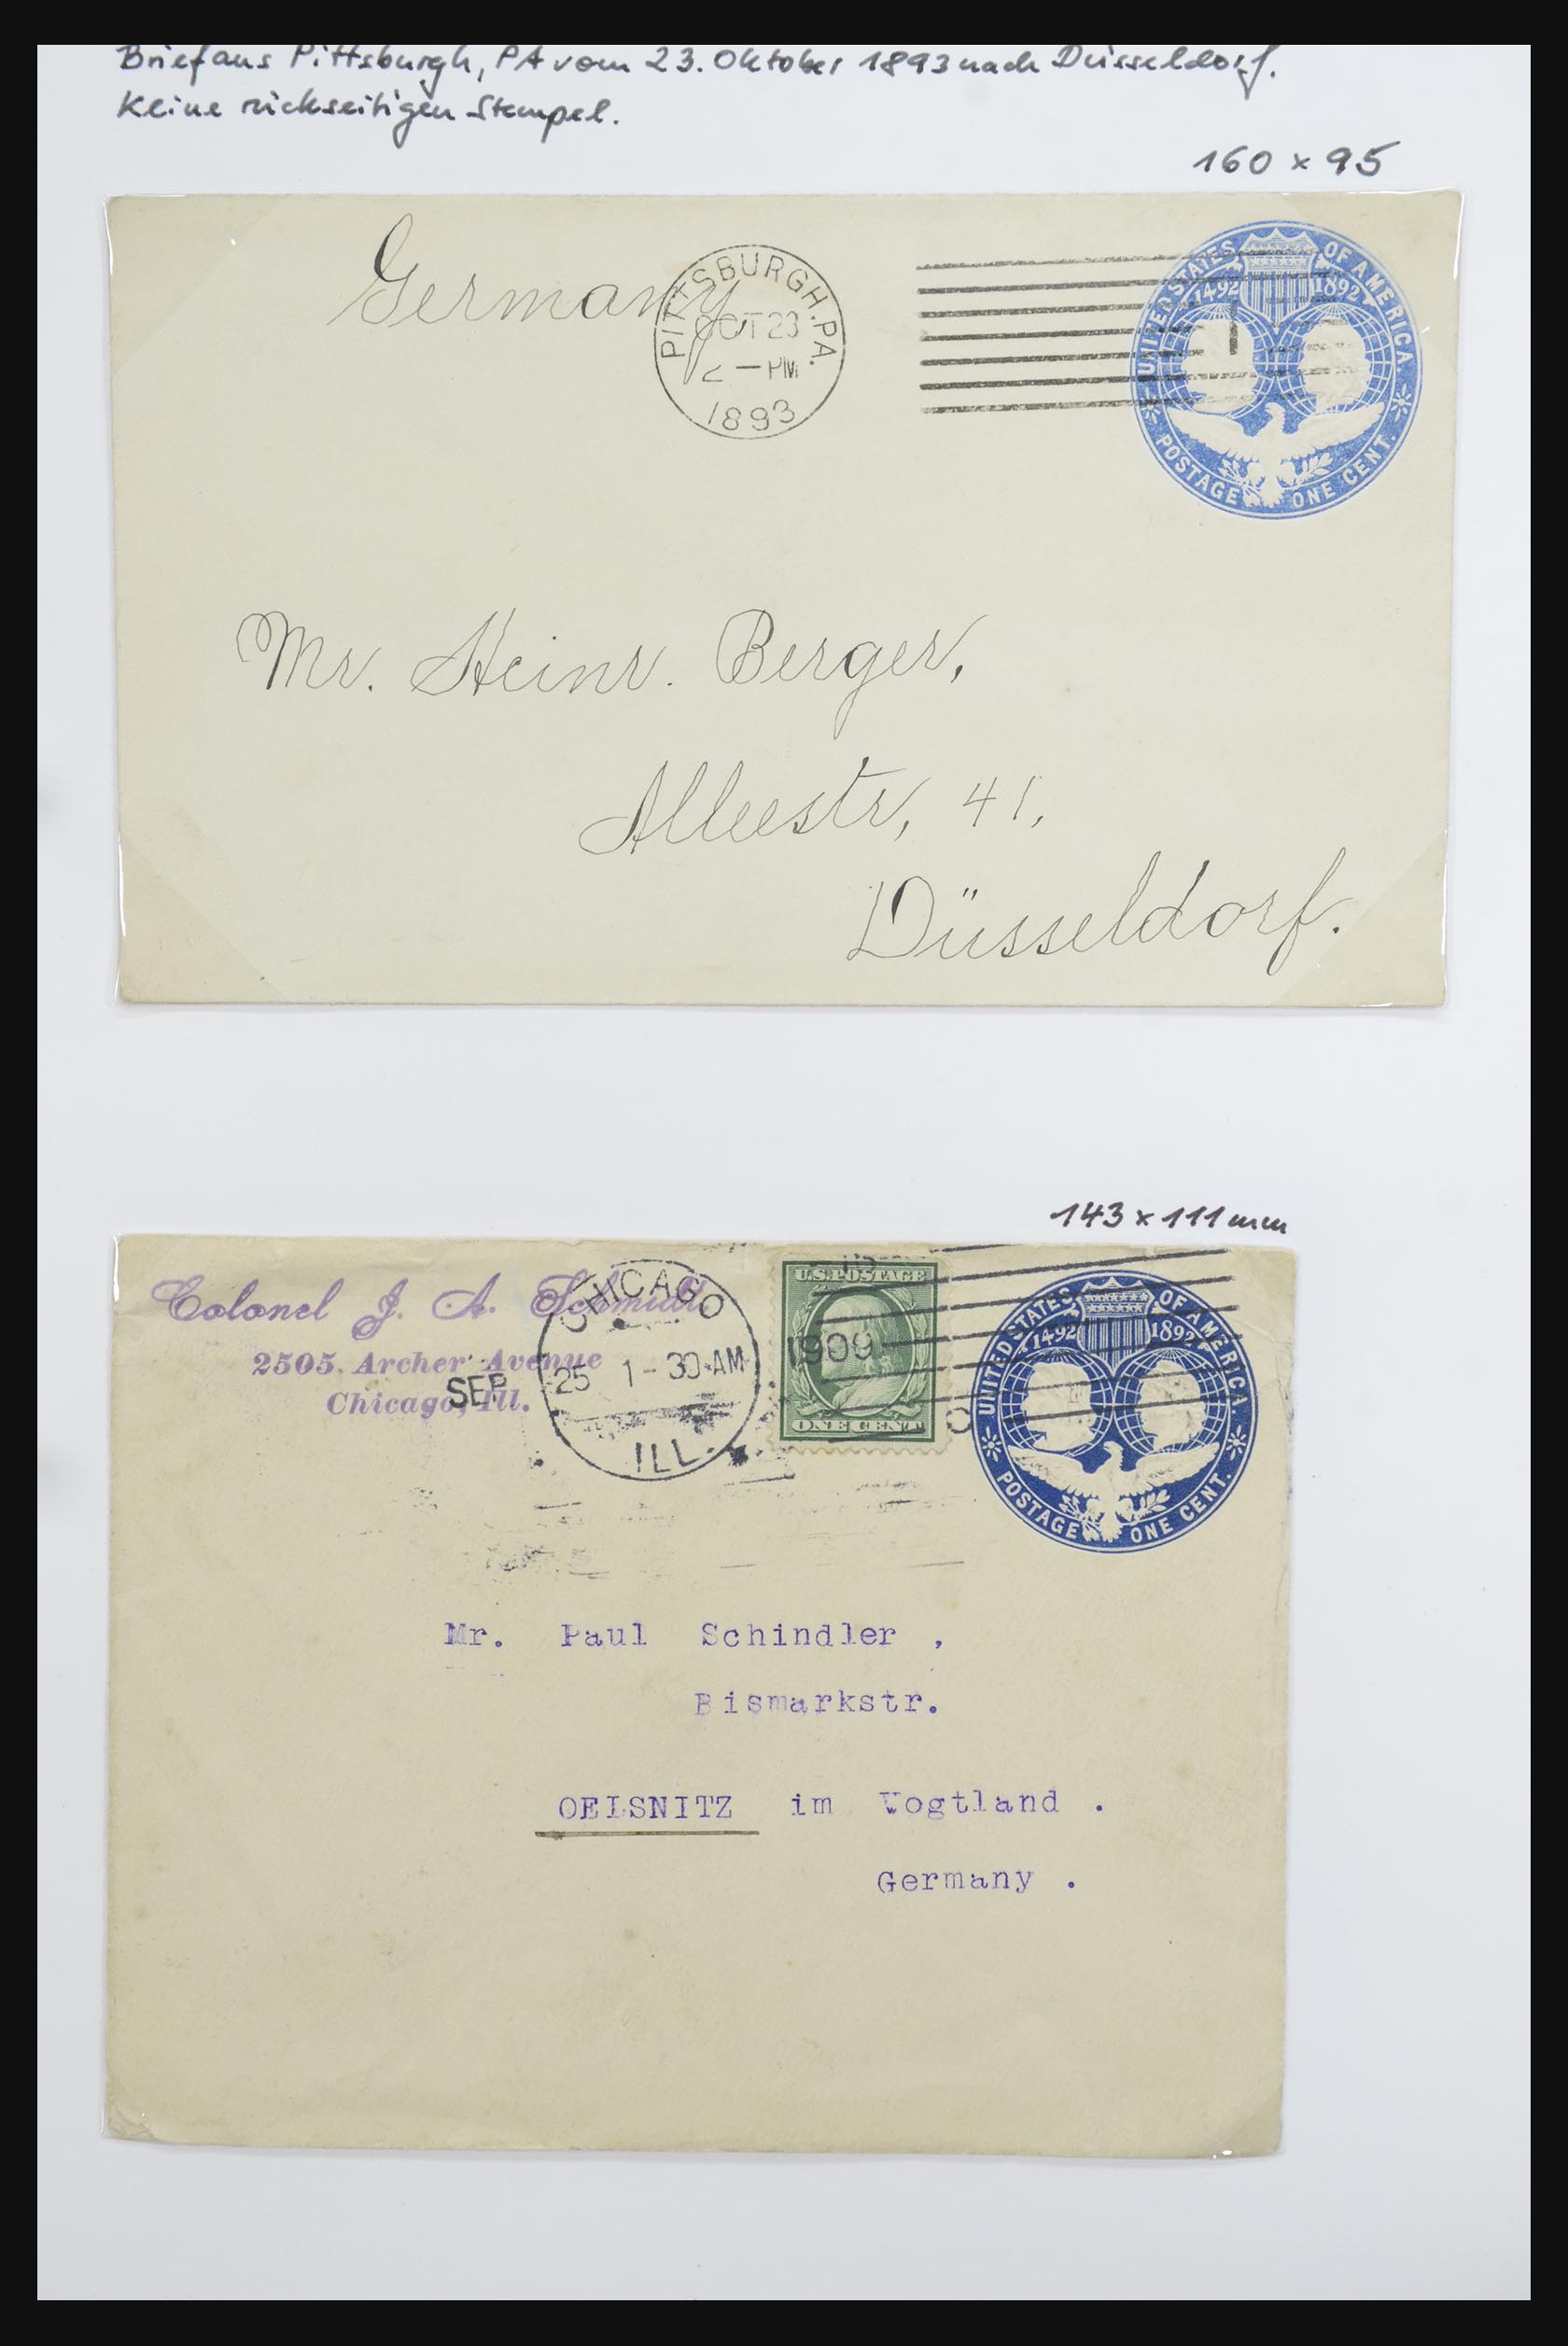 Brief aus Pittsburgh, PA vom 23. Oktober 1893 nach Düsseldorf.
Keine rückseitigen Stempel.
160 x 95
Germany
PITTSBURGH, PA.
OCT 23
2 - PM
1893
UNITED STATES OF AMERICA
1492 1892
POSTAGE ONE CENT.
Mr. Heinr. Berger,
Alleestr, 41,
Düsseldorf.
143 x 111 mm
Colonel J. A. Schmidt,
2505 Archer Avenue
Chicago, Ill.
CHICAGO
SEP 25 1-30 AM
ILL.
1909
U.S. POSTAGE
ONE CENT
UNITED STATES OF AMERICA
1492 1892
POSTAGE ONE CENT.
Mr. Paul Schindler ,
Bismarkstr.
OELSNITZ im Vogtland .
Germany .